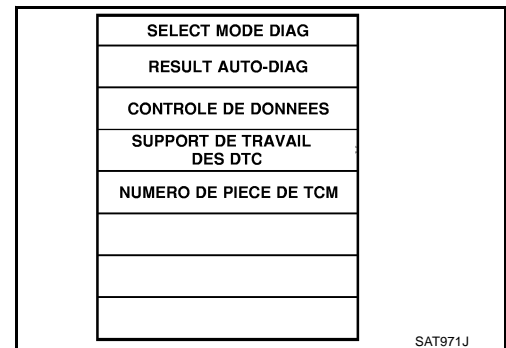 SELECT MODE DIAG
RESULT AUTO-DIAG
CONTROLE DE DONNEES
SUPPORT DE TRAVAIL
DES DTC
NUMERO DE PIECE DE TCM
SAT971J